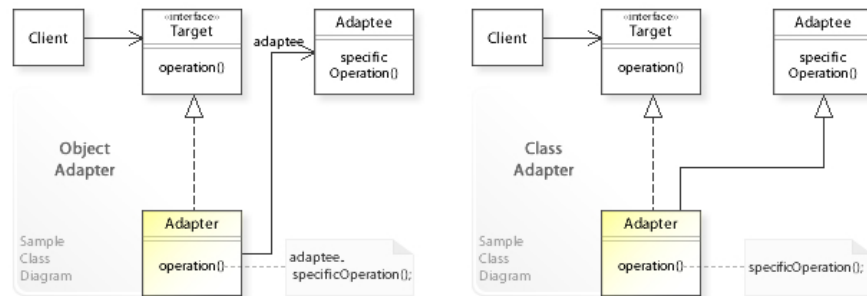 Client
«interface»
Target
operation()
adaptee
Adaptee
specific
Operation()
Object
Adapter
Adapter
operation()
adaptee.
specificOperation();
Sample
Class
Diagram
Client
«interface»
Target
operation()
Adaptee
specific
Operation()
Class
Adapter
Adapter
operation()
specificOperation();
Sample
Class
Diagram